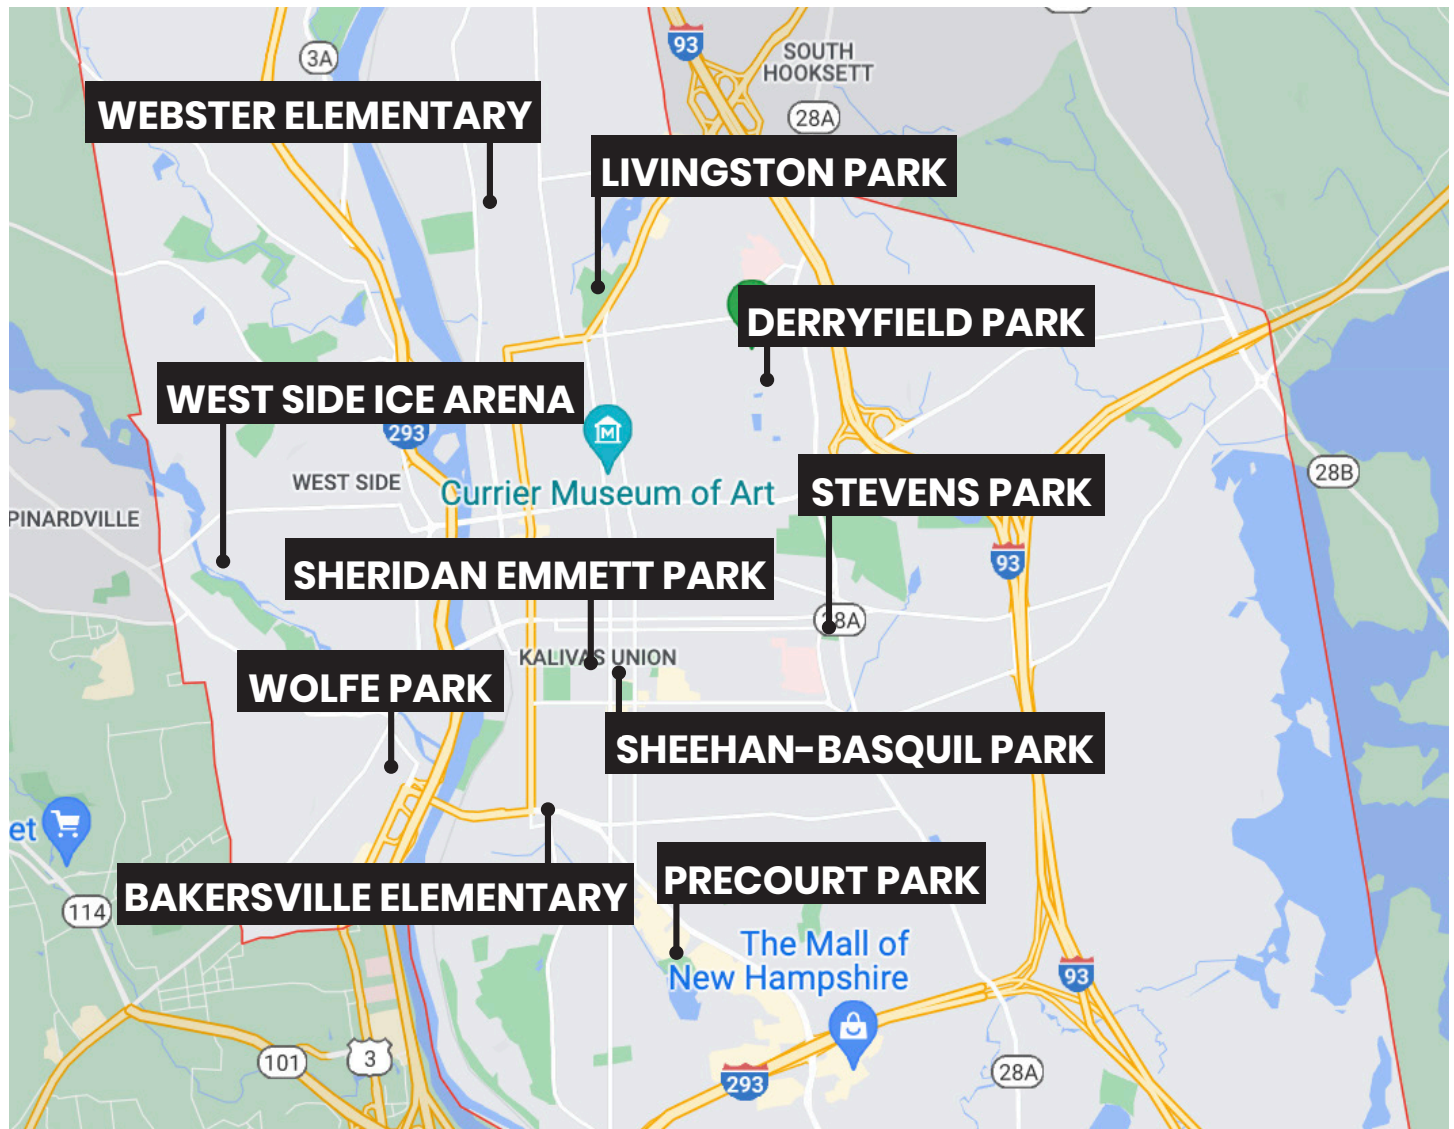 93
SOUTH
HOOKSETT
3A
28A
WEBSTER ELEMENTARY
LIVINGSTON PARK
DERRYFIELD PARK
WEST SIDE ICE ARENA
293
M
WEST SIDE
Currier Museum of Art
28B
STEVENS PARK
PINARDVILLE
93
SHERIDAN EMMETT PARK
28A
KALIVAS UNION
WOLFE PARK
SHEEHAN-BASQUIL PARK
et
BAKERSVILLE ELEMENTARY
PRECOURT PARK
114
The Mall of
New Hampshire
93
101
3
293
28A